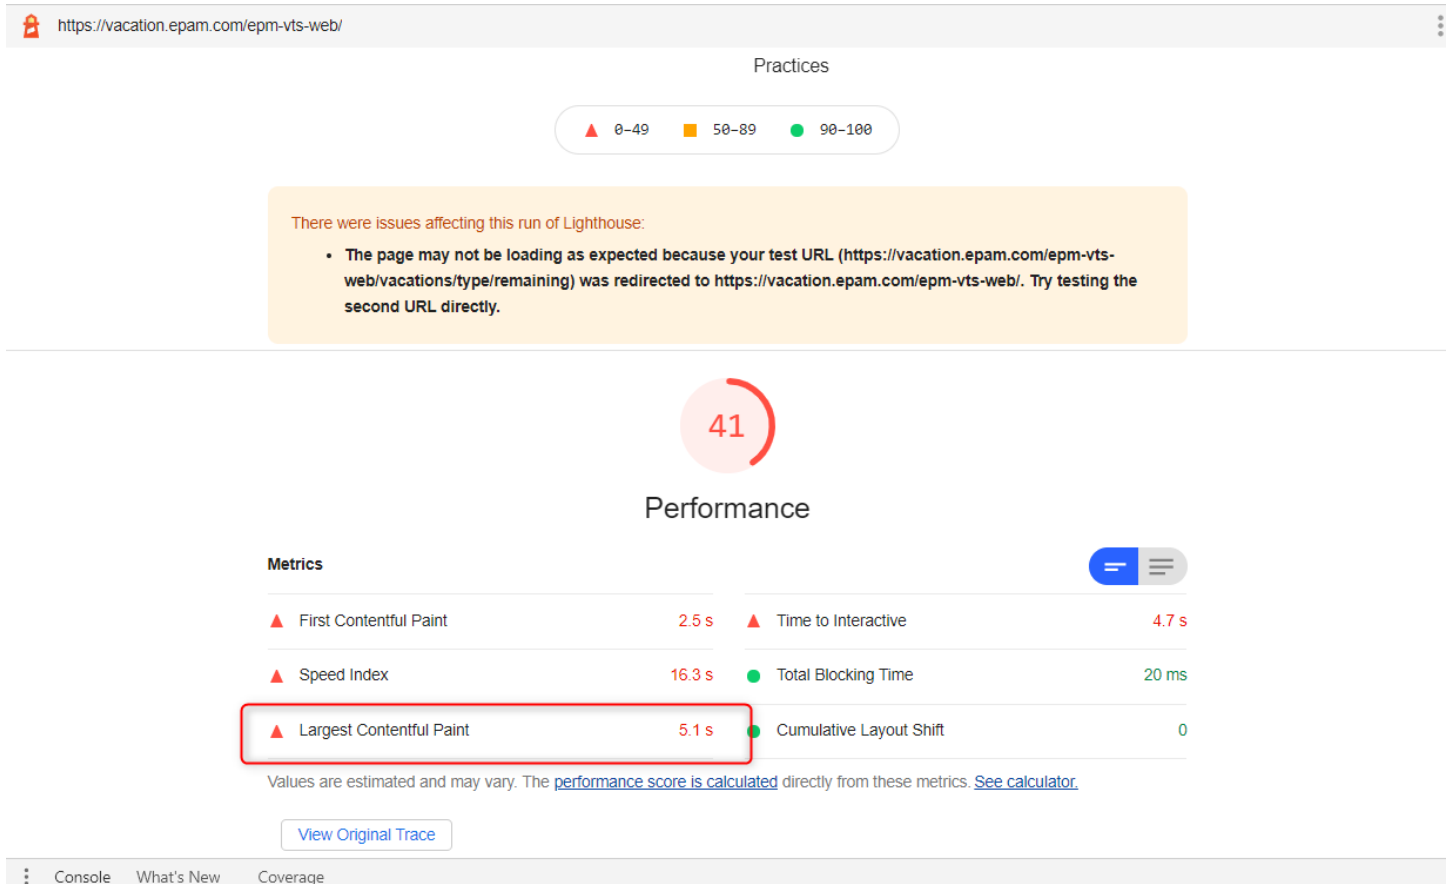 https://vacation.epam.com/epm-vts-web/
Practices
0–49 50–89 90–100
There were issues affecting this run of Lighthouse:
• The page may not be loading as expected because your test URL (https://vacation.epam.com/epm-vts-
web/vacations/type/remaining) was redirected to https://vacation.epam.com/epm-vts-web/. Try testing the
second URL directly.
41
Performance
Metrics
First Contentful Paint 2.5 s
Time to Interactive 4.7 s
Speed Index 16.3 s
Total Blocking Time 20 ms
Largest Contentful Paint 5.1 s
Cumulative Layout Shift 0
Values are estimated and may vary. The performance score is calculated directly from these metrics. See calculator.
View Original Trace
Console What's New Coverage